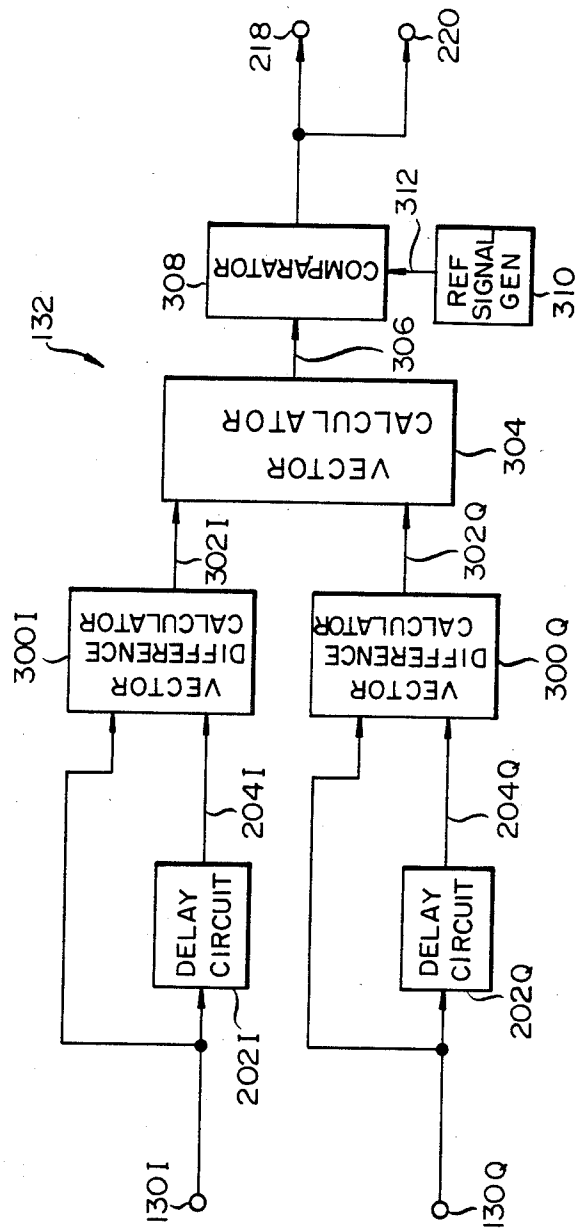 132
130I
202I
DELAY
CIRCUIT
204I
300I
VECTOR
DIFFERENCE
CALCULATOR
302I
130Q
202Q
DELAY
CIRCUIT
204Q
300Q
VECTOR
DIFFERENCE
CALCULATOR
302Q
VECTOR
CALCULATOR
304
306
308
COMPARATOR
312
REF
SIGNAL
GEN
310
218
220